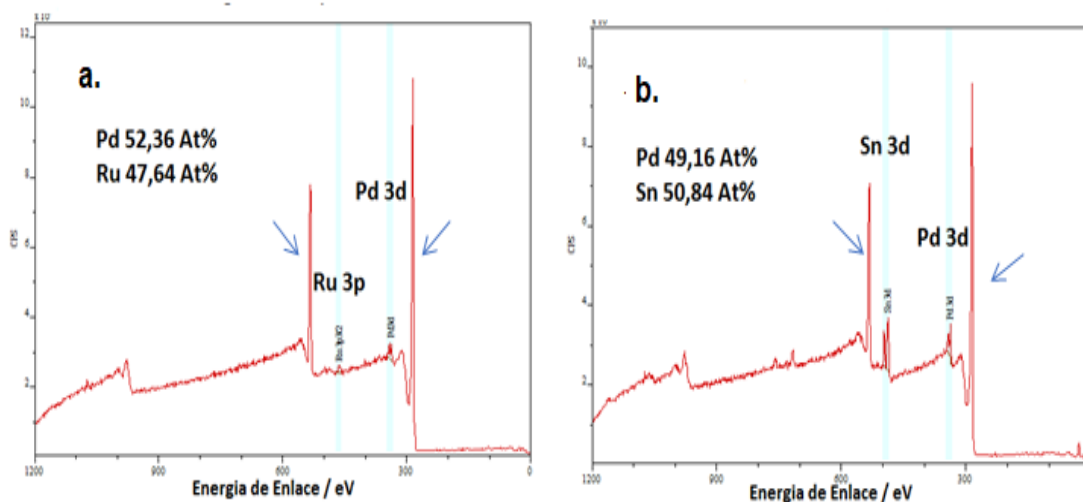 a.
Pd 52,36 At%
Ru 47,64 At%
Pd 3d
Ru 3p
Pd 3d
CPS
12
10
8
6
4
2
1200
900
600
300
0
Energia de Enlace / eV
b.
Sn 3d
Pd 49,16 At%
Sn 50,84 At%
Pd 3d
Sn 3d
Pd 3d
CPS
10
8
6
4
2
1200
900
600
300
Energia de Enlace / eV